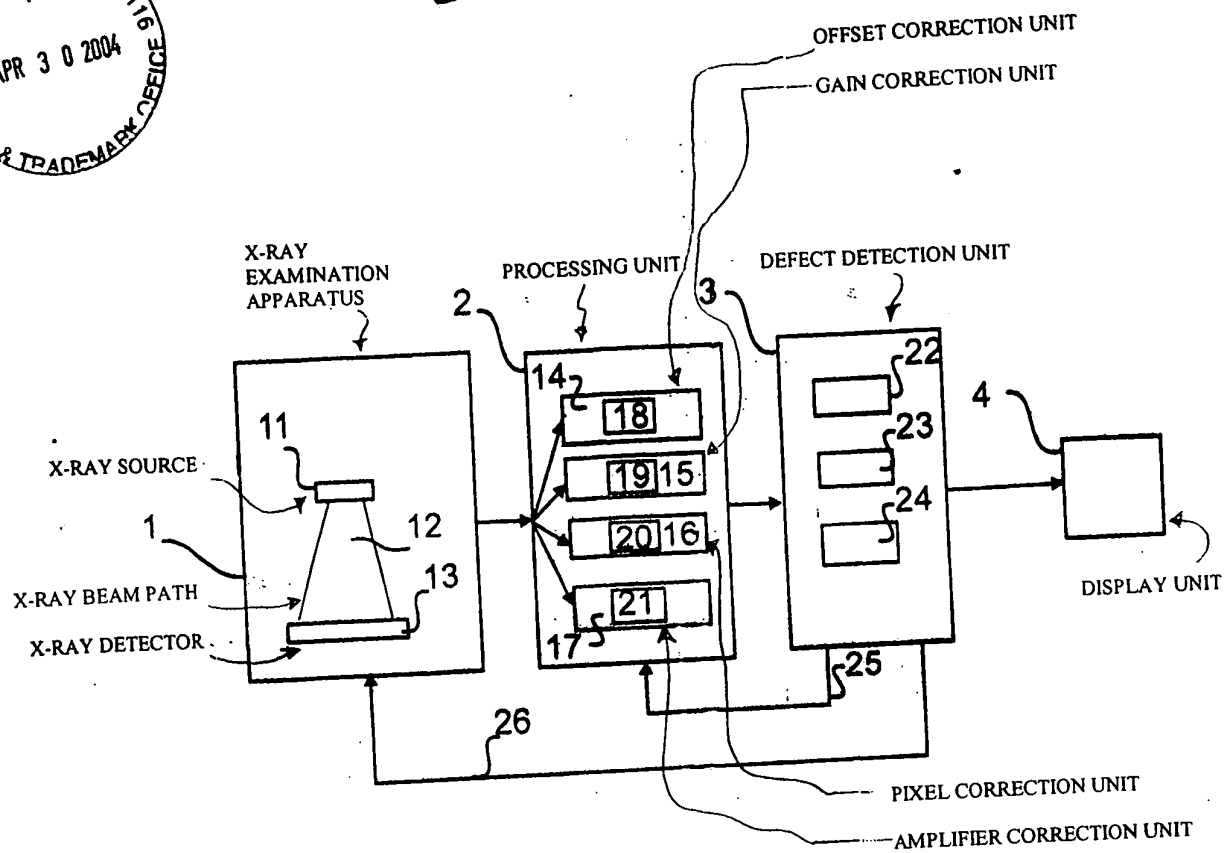 116
APR 3 0 2004
& TRADEMARK OFFICE
OFFSET CORRECTION UNIT
GAIN CORRECTION UNIT
X-RAY
EXAMINATION
APPARATUS
PROCESSING UNIT
DEFECT DETECTION UNIT
2
3
14
18
22
4
11
X-RAY SOURCE
19 15
23
1
12
20 16
24
X-RAY BEAM PATH
13
DISPLAY UNIT
X-RAY DETECTOR
21
17
25
26
PIXEL CORRECTION UNIT
AMPLIFIER CORRECTION UNIT